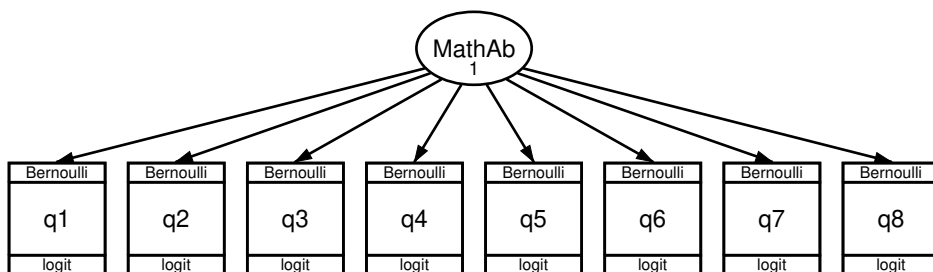 MathAb
1
Bernoulli Bernoulli Bernoulli Bernoulli Bernoulli Bernoulli Bernoulli Bernoulli
q1 q2 q3 q4 q5 q6 q7 q8
logit logit logit logit logit logit logit logit